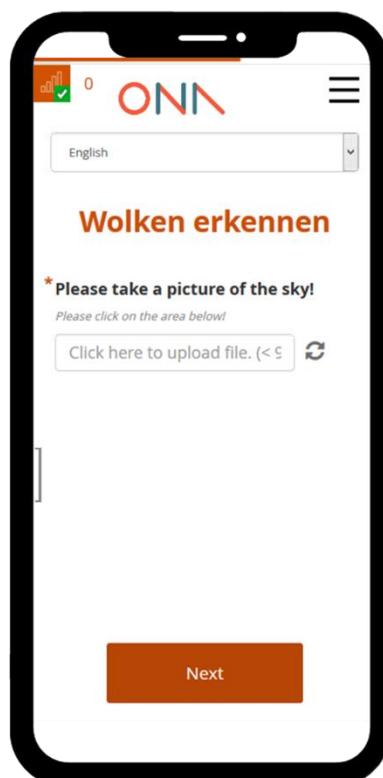 0
ONA
English
Wolken erkennen
* Please take a picture of the sky!
Please click on the area below!
Click here to upload file. (< 9
Next